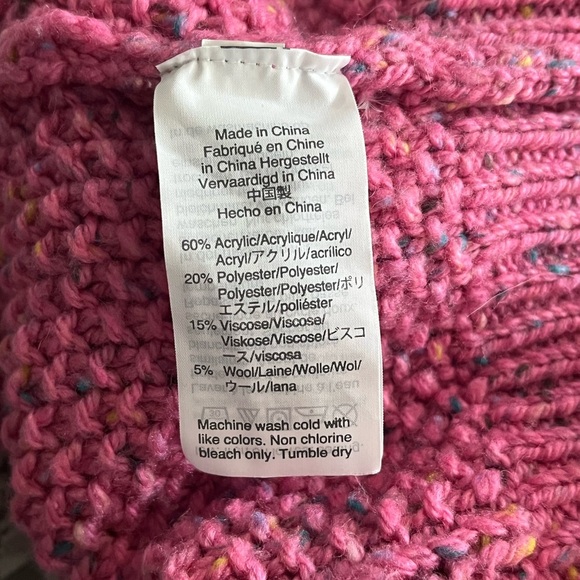 Made in China
Fabriqué en Chine
in China Hergestellt
Vervaardigd in China
中国製
Hecho en China
60% Acrylic/Acrylique/Acryl/
Acryl/アクリル/acrílico
20% Polyester/Polyester/
Polyester/Polyester/ポリ
エステル/poliéster
15% Viscose/Viscose/
Viskose/Viscose/ビスコ
ース/viscosa
5% Wool/Laine/Wolle/Wol/
ウール/lana
Machine wash cold with
like colors. Non chlorine
bleach only. Tumble dry